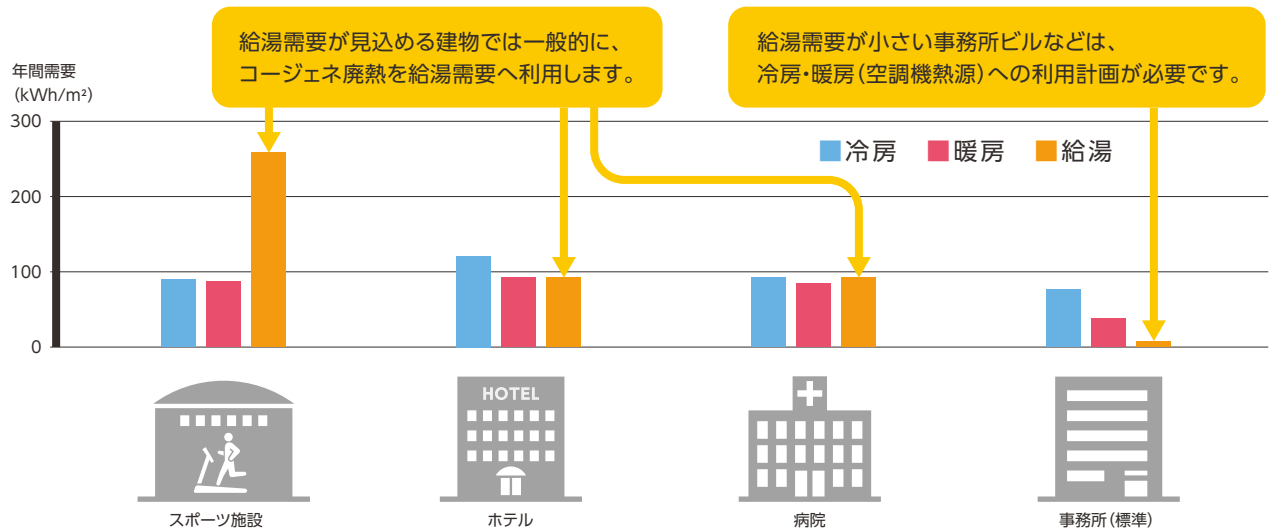 給湯需要が見込める建物では一般的に、
コージェネ廃熱を給湯需要へ利用します。
給湯需要が小さい事務所ビルなどは、
冷房・暖房(空調機熱源)への利用計画が必要です。
年間需要
(kWh/m²)
300
200
100
0
冷房
暖房
給湯
HOTEL
スポーツ施設
ホテル
病院
事務所(標準)